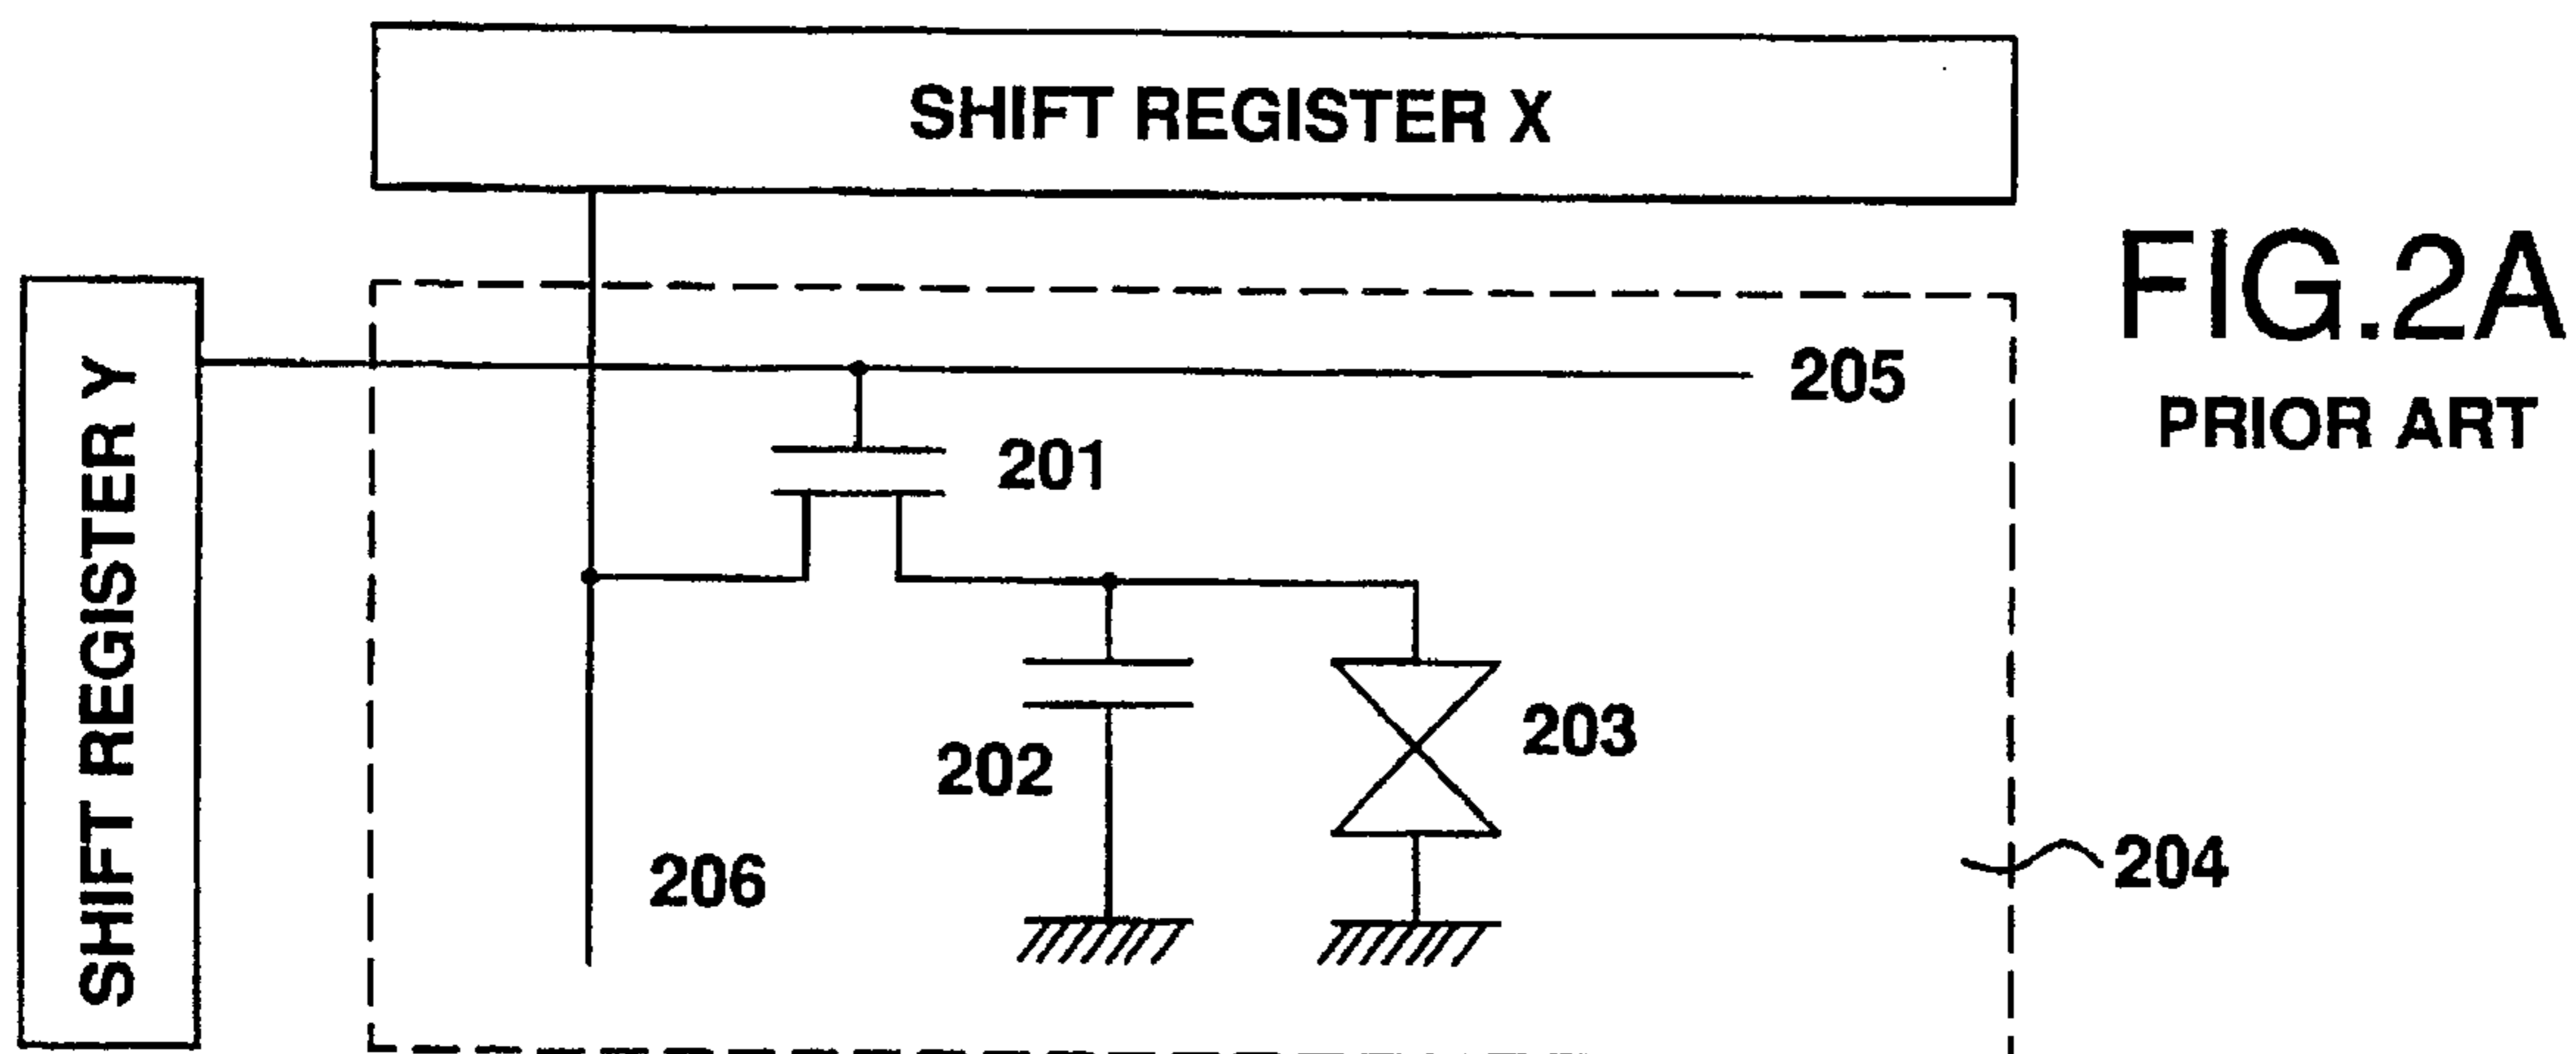 SHIFT REGISTER X
FIG.2A
PRIOR ART
SHIFT REGISTER Y
205
201
203
202
204
206